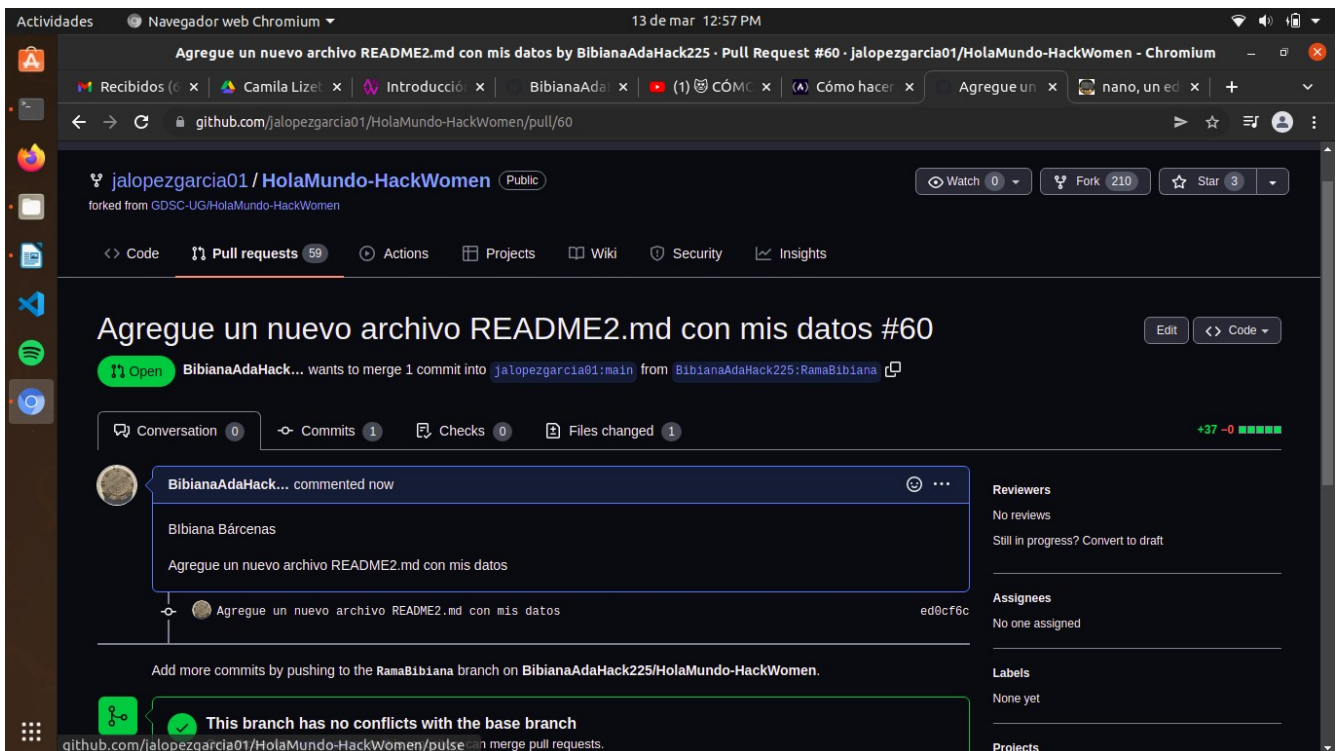 Actividades Navegador web Chromium 13 de mar 12:57 PM
Agregue un nuevo archivo README2.md con mis datos by BibianaAdaHack225 · Pull Request #60 · jalopezgarcia01/HolaMundo-HackWomen - Chromium
Recibidos (6 Camila Lizet Introducció BibianaAdaH (1) CÓMO Cómo hacer Agregue un nano, un ed
github.com/jalopezgarcia01/HolaMundo-HackWomen/pull/60
jalopezgarcia01 / HolaMundo-HackWomen Public Watch 0 Fork 210 Star 3
forked from GDSC-UG/HolaMundo-HackWomen
<> Code Pull requests 59 Actions Projects Wiki Security Insights
Agregue un nuevo archivo README2.md con mis datos #60 Edit <> Code
Open BibianaAdaHack... wants to merge 1 commit into jalopezgarcia01:main from BibianaAdaHack225:RamaBibiana
Conversation 0 Commits 1 Checks 0 Files changed 1 +37 −0
BibianaAdaHack... commented now
BIbiana Bárcenas
Agregue un nuevo archivo README2.md con mis datos
Agregue un nuevo archivo README2.md con mis datos ed0cf6c
Add more commits by pushing to the RamaBibiana branch on BibianaAdaHack225/HolaMundo-HackWomen.
This branch has no conflicts with the base branch
can merge pull requests.
Reviewers
No reviews
Still in progress? Convert to draft
Assignees
No one assigned
Labels
None yet
Projects
github.com/jalopezgarcia01/HolaMundo-HackWomen/pulse